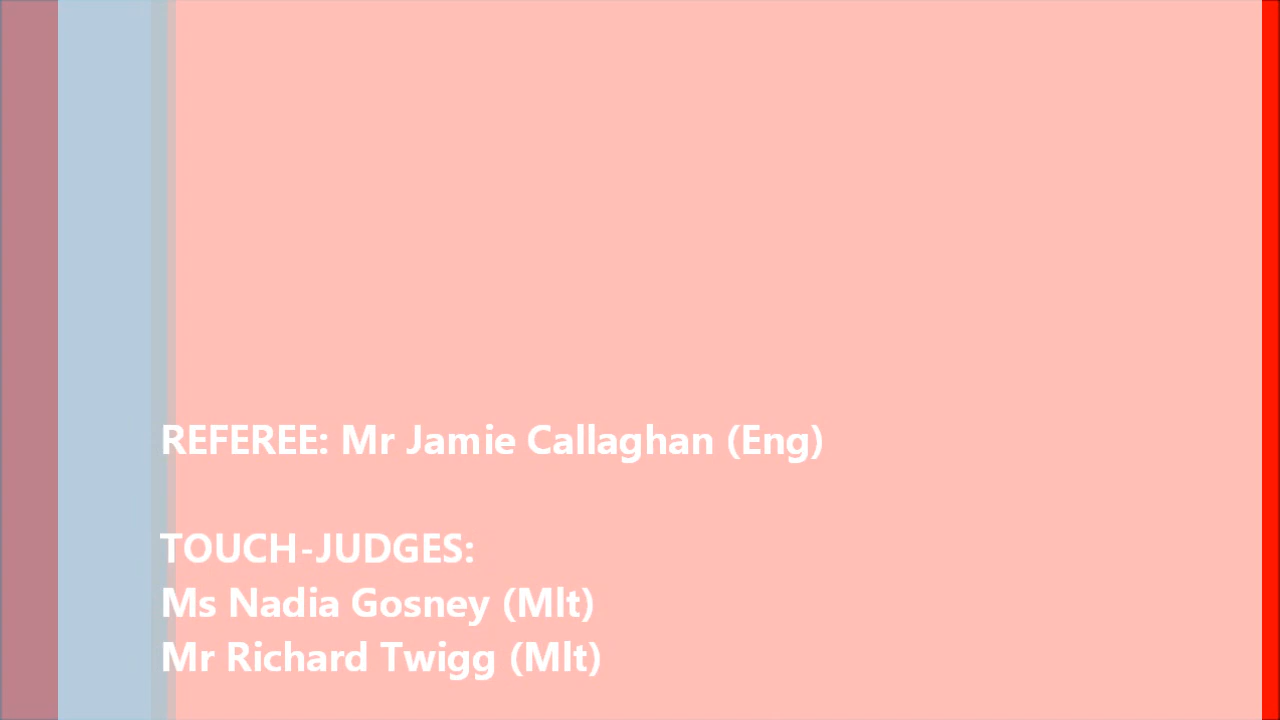 REFEREE: Mr Jamie Callaghan (Eng)
TOUCH-JUDGES:
Ms Nadia Gosney (Mlt)
Mr Richard Twigg (Mlt)